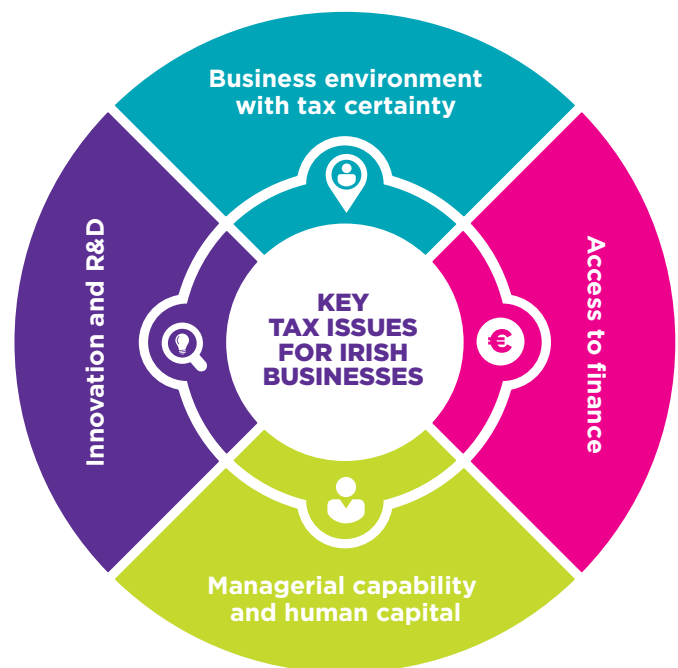 Business environment
with tax certainty
Innovation and R&D
KEY
TAX ISSUES
FOR IRISH
BUSINESSES
€
Access to finance
Managerial capability
and human capital